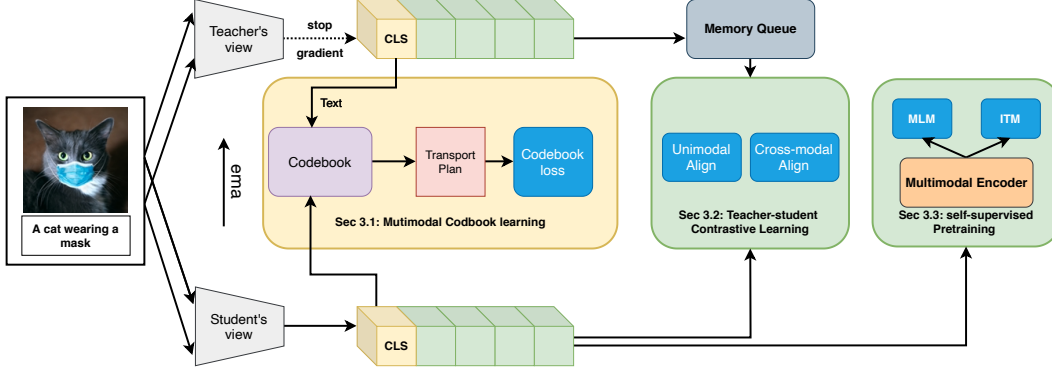 Teacher's
view
stop
gradient
CLS
Memory Queue
Text
Codebook
Transport
Plan
Codebook
loss
Sec 3.1: Mutimodal Codbook learning
Unimodal
Align
Cross-modal
Align
Sec 3.2: Teacher-student
Contrastive Learning
MLM
ITM
Multimodal Encoder
Sec 3.3: self-supervised
Pretraining
A cat wearing a
mask
ema
Student's
view
CLS